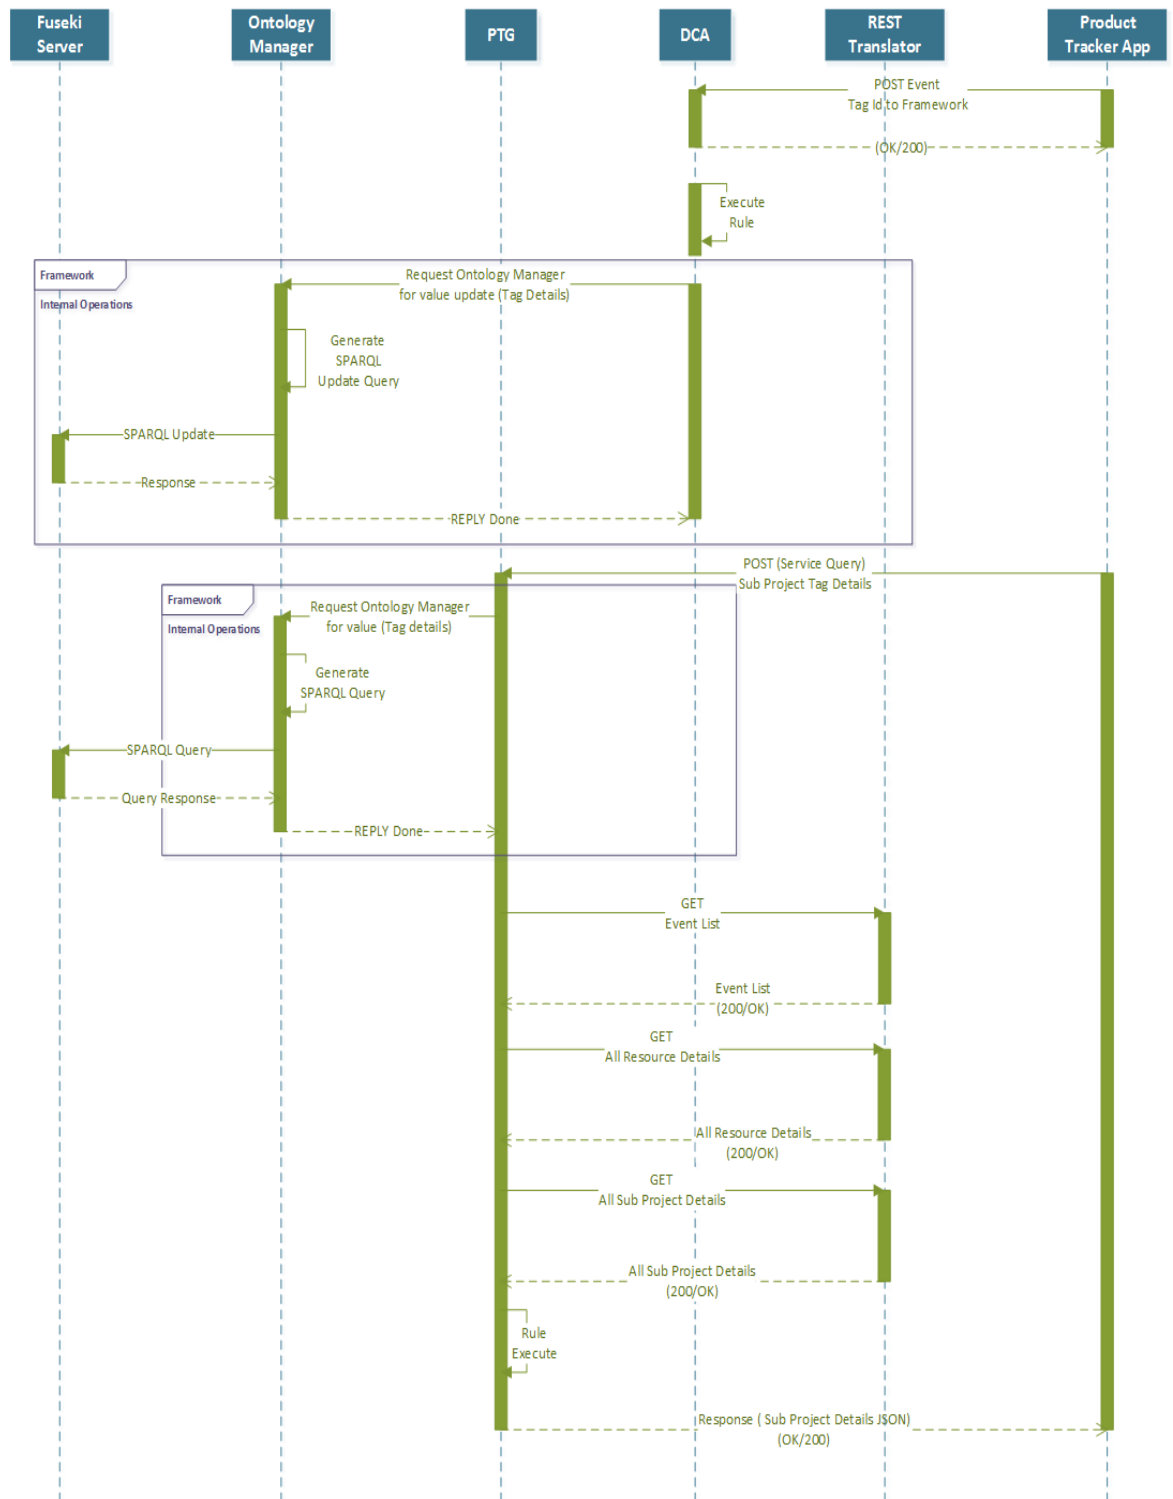 Fuseki
Server
Ontology
Manager
PTG
DCA
REST
Translator
Product
Tracker App
POST Event
Tag Id to Framework
(OK/200)
Execute
Rule
Framework
Internal Operations
Request Ontology Manager
for value update (Tag Details)
Generate
SPARQL
Update Query
SPARQL Update
Response
REPLY Done
POST (Service Query)
Sub Project Tag Details
Framework
Internal Operations
Request Ontology Manager
for value (Tag details)
Generate
SPARQL Query
SPARQL Query
Query Response
REPLY Done
GET
Event List
Event List
(200/OK)
GET
All Resource Details
All Resource Details
(200/OK)
GET
All Sub Project Details
All Sub Project Details
(200/OK)
Rule
Execute
Response ( Sub Project Details JSON)
(OK/200)